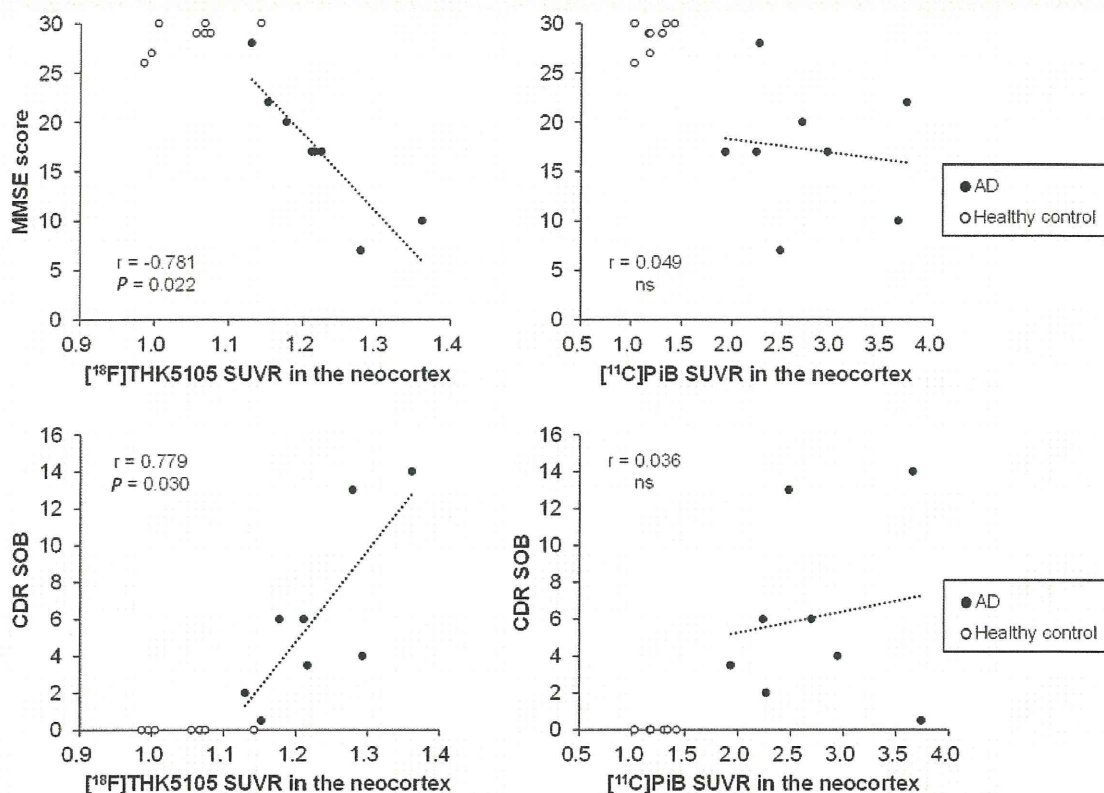 30
25
20
15
10
5
0
MMSE score
r = -0.781
P = 0.022
0.9 1.0 1.1 1.2 1.3 1.4
[¹⁸F]THK5105 SUVR in the neocortex
30
25
20
15
10
5
0
r = 0.049
ns
0.5 1.0 1.5 2.0 2.5 3.0 3.5 4.0
[¹¹C]PiB SUVR in the neocortex
AD
Healthy control
16
14
12
10
8
6
4
2
0
CDR SOB
r = 0.779
P = 0.030
0.9 1.0 1.1 1.2 1.3 1.4
[¹⁸F]THK5105 SUVR in the neocortex
16
14
12
10
8
6
4
2
0
CDR SOB
r = 0.036
ns
0.5 1.0 1.5 2.0 2.5 3.0 3.5 4.0
[¹¹C]PiB SUVR in the neocortex
AD
Healthy control